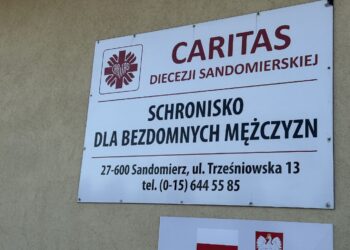 CARITAS
DIECEZJI SANDOMIERSKIEJ
SCHRONISKO
DLA BEZDOMNYCH MĘŻCZYZN
27-600 Sandomierz, ul. Trześniowska 13
tel. (0-15) 644 55 85